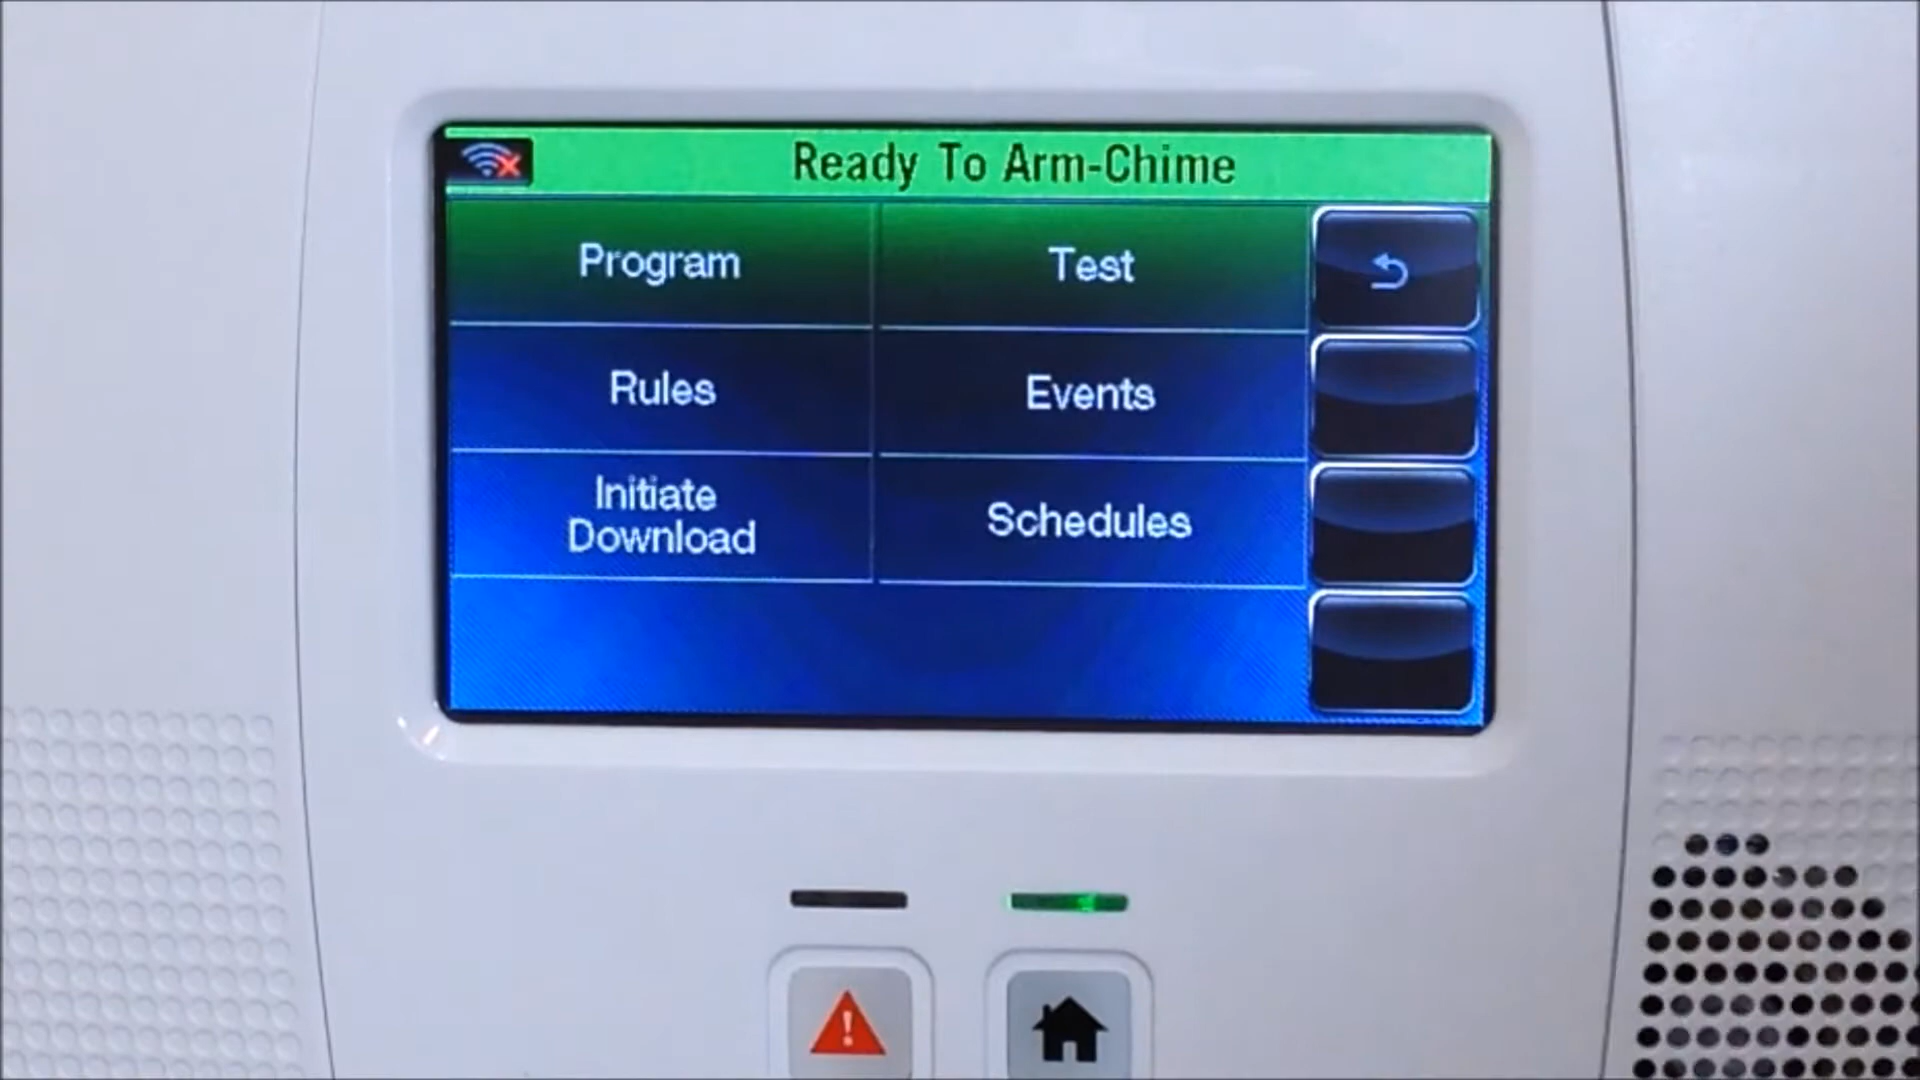 Ready To Arm-Chime
Program
Test
Rules
Events
Initiate
Download
Schedules